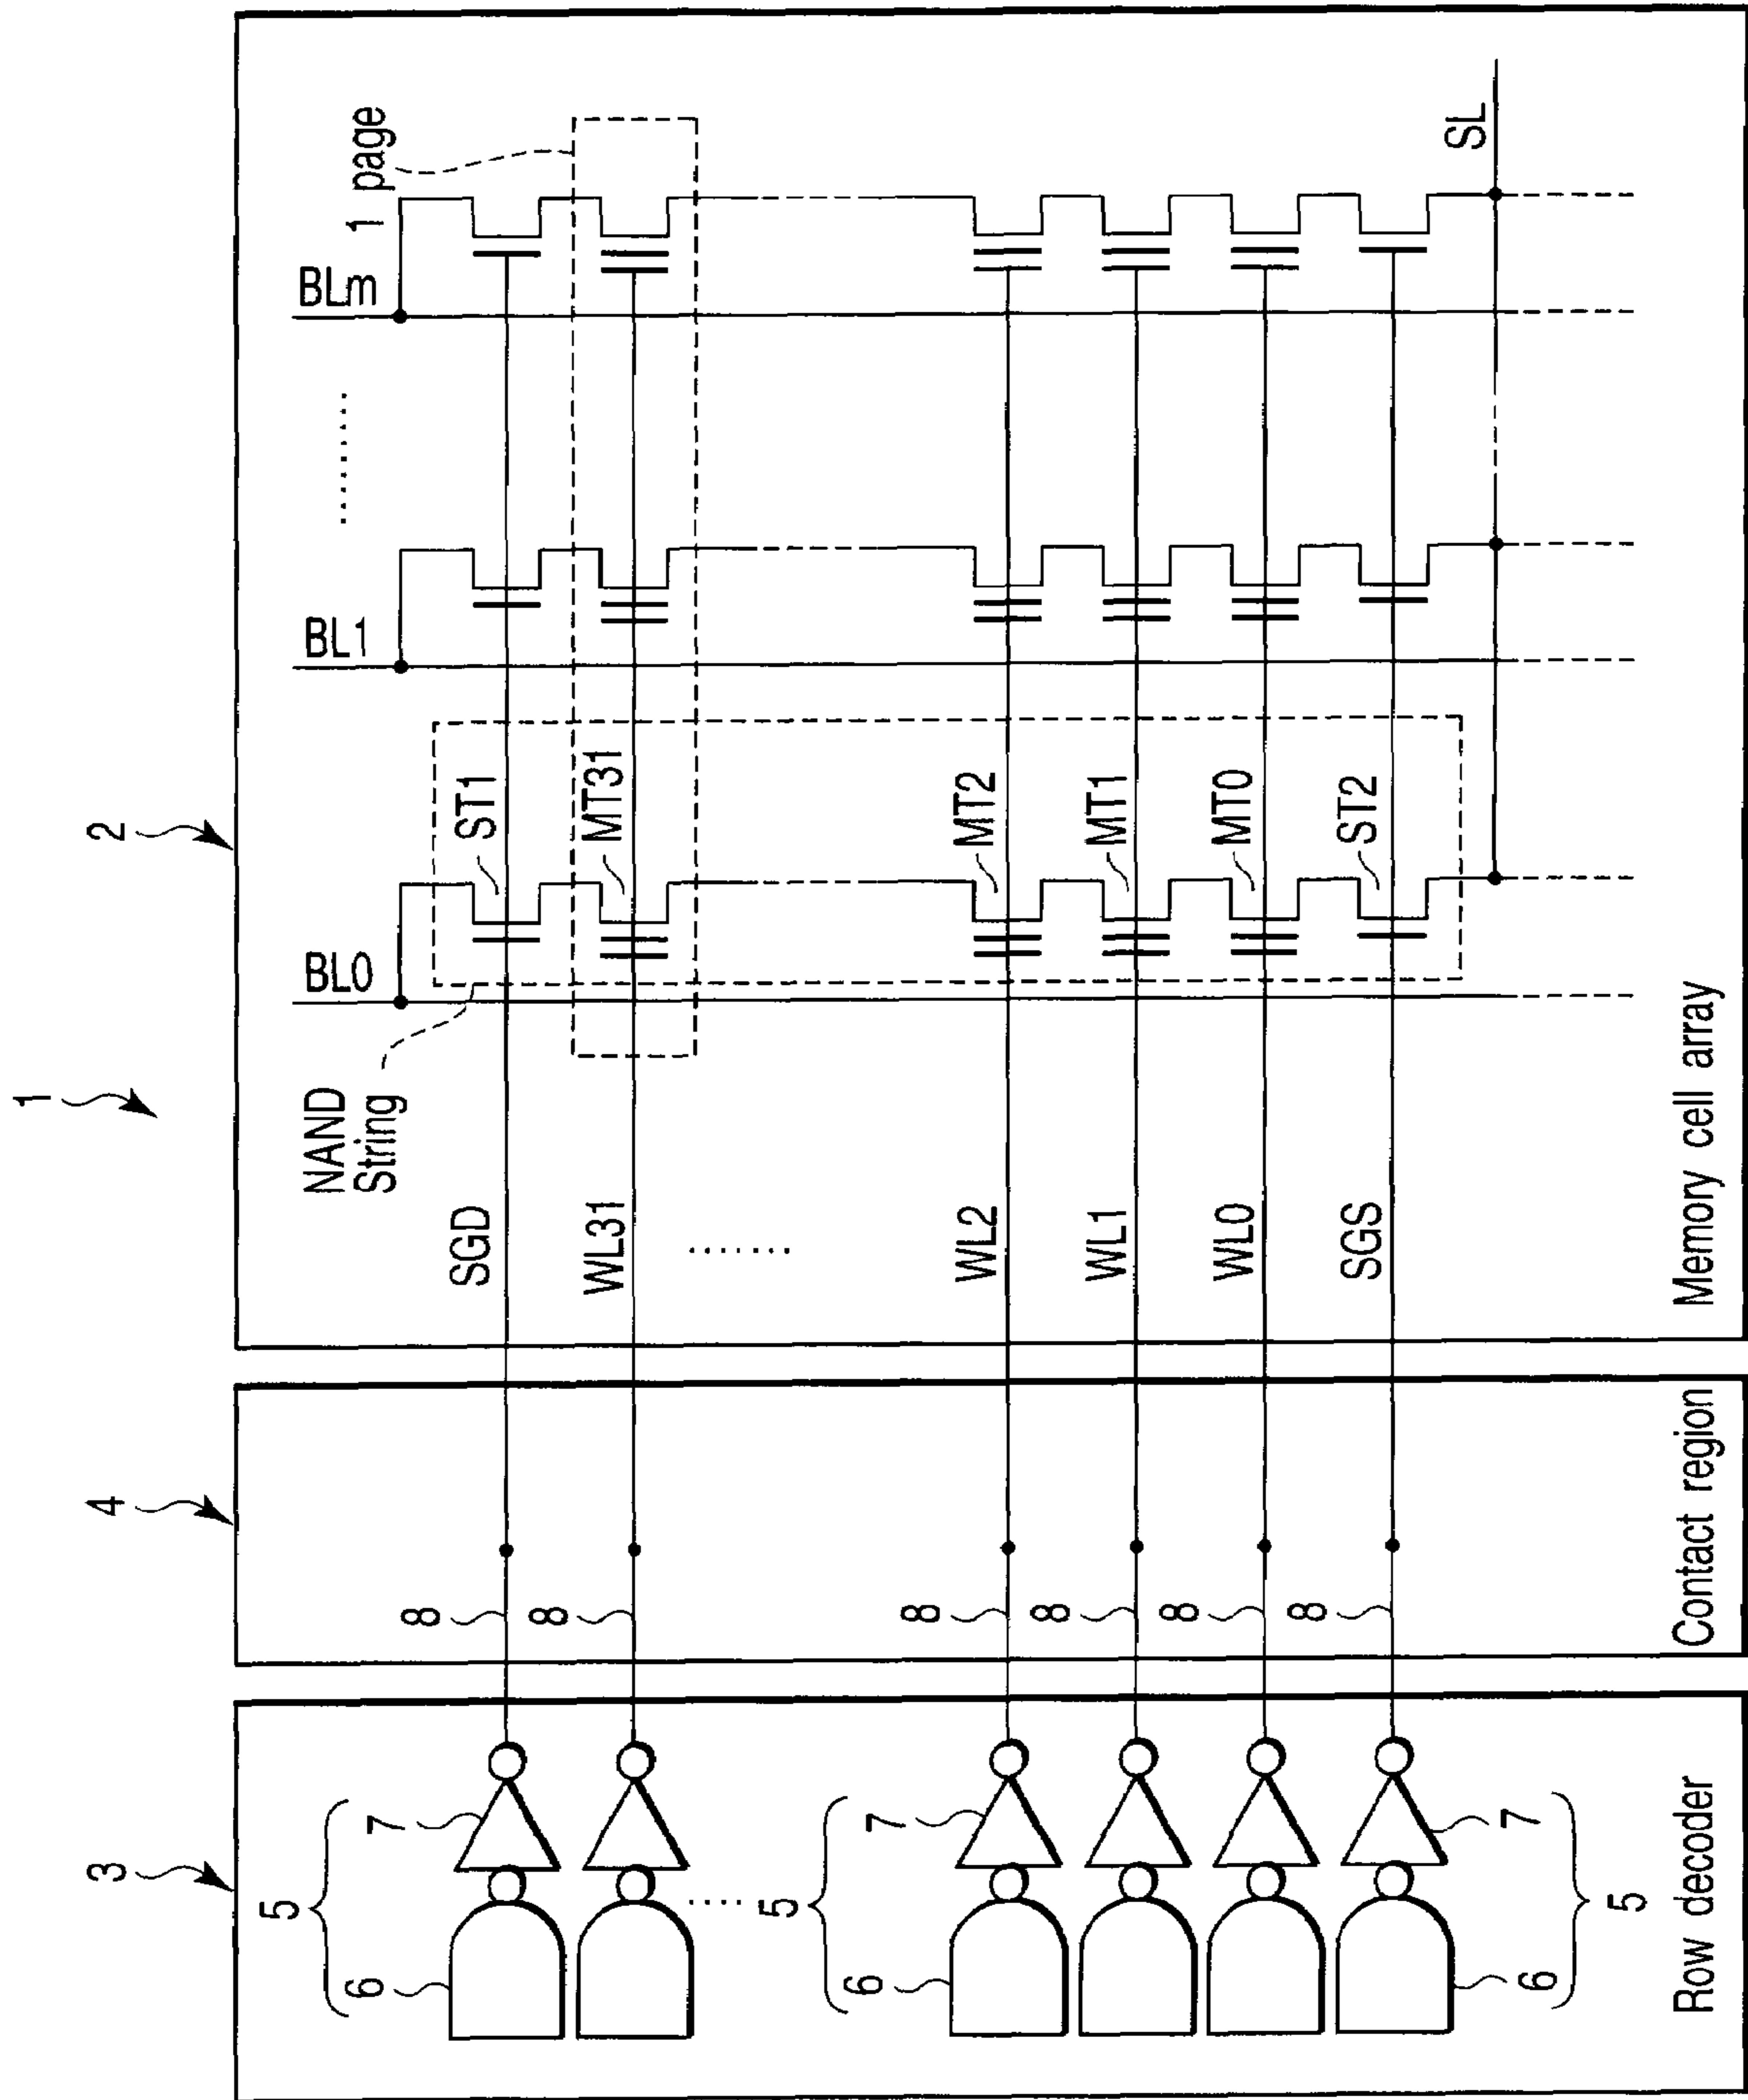 1
3
4
2
5
NAND
String
BL0
BL1
........
BLm
1 page
6
7
8
SGD
ST1
8
WL31
MT31
.....
.......
5
6
7
8
WL2
MT2
8
WL1
MT1
8
WL0
MT0
8
SGS
ST2
SL
6
7
5
Row decoder
Contact region
Memory cell array